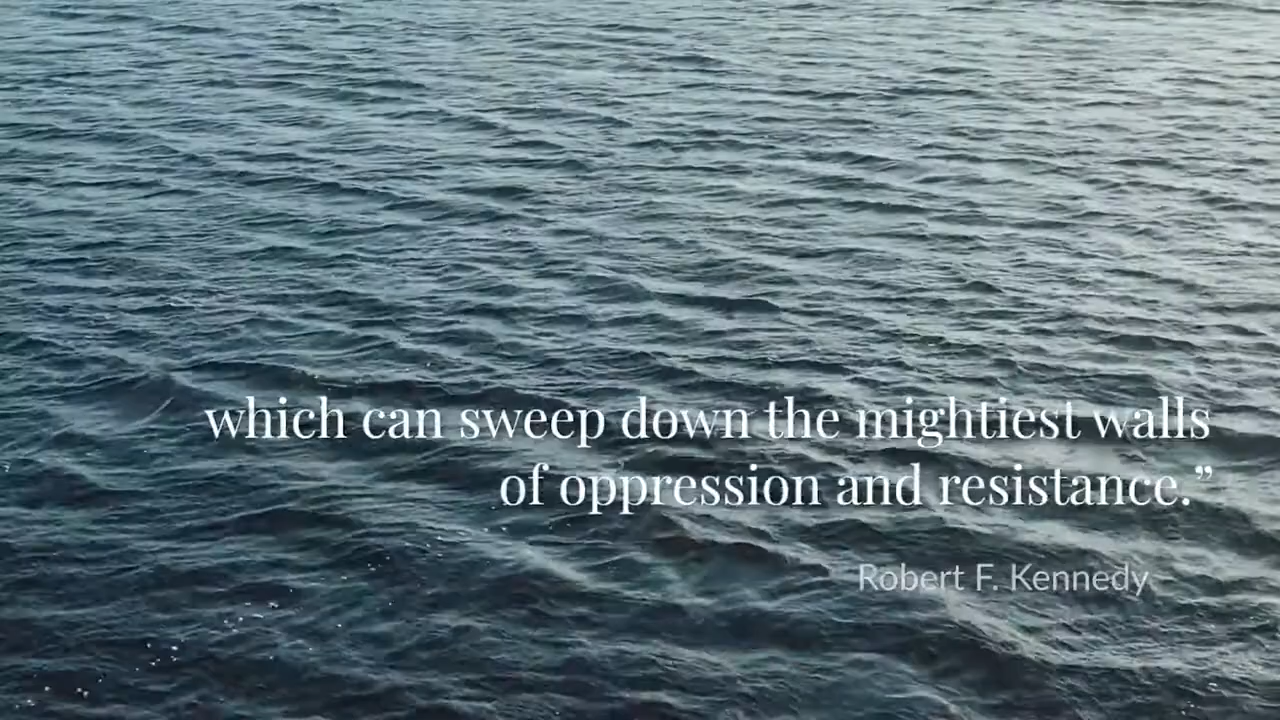 which can sweep down the mightiest walls
of oppression and resistance.”
Robert F. Kennedy